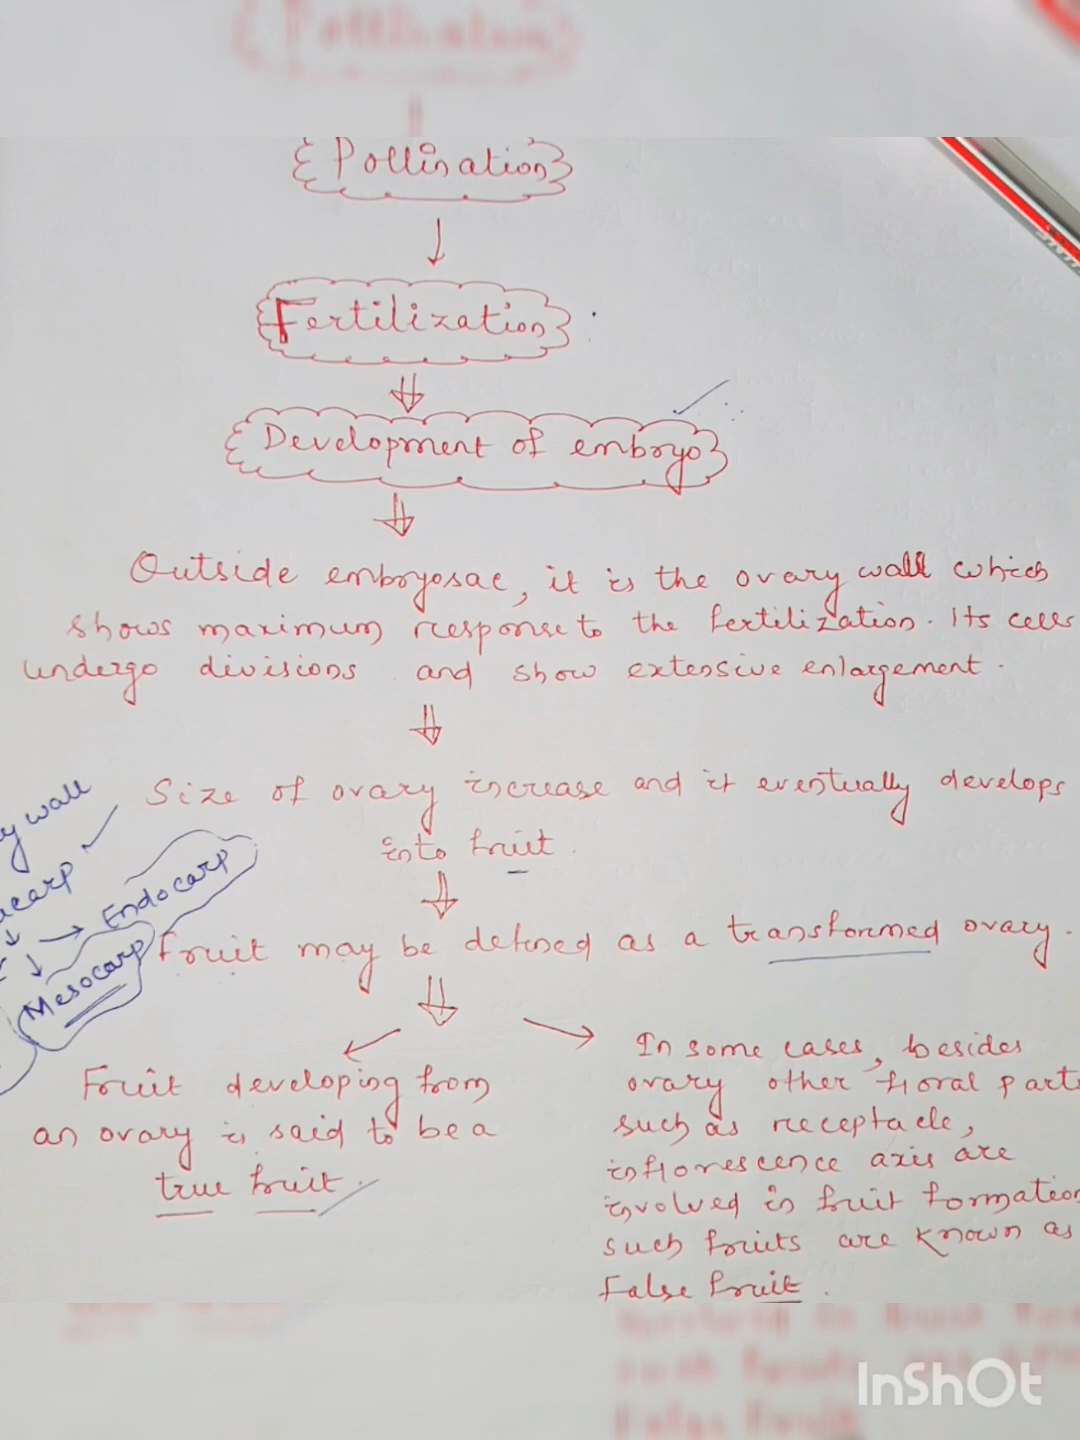 Pollination
Fertilization
Development of embryo
Outside embryosac, it is the ovary wall which
shows maximum response to the fertilization. Its cells
undergo divisions and show extensive enlargement.
Size of ovary increase and it eventually develops
into fruit.
wall
Endocarp
Mesocarp
Fruit may be defined as a transformed ovary.
Fruit developing from
an ovary is said to be a
true fruit.
In some cases, besides
ovary other floral parts
such as receptacle,
inflorescence axis are
involved in fruit formation
such fruits are known as
False fruit.
InShOt